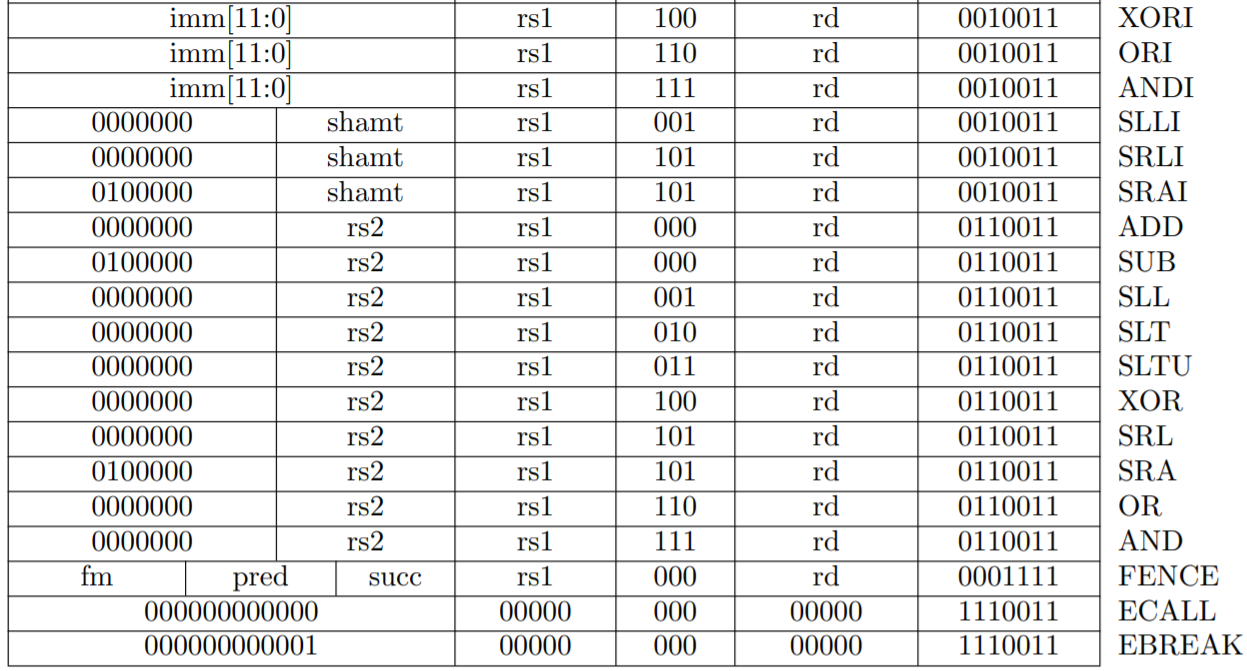 imm[11:0] rs1 100 rd 0010011 XORI
imm[11:0] rs1 110 rd 0010011 ORI
imm[11:0] rs1 111 rd 0010011 ANDI
0000000 shamt rs1 001 rd 0010011 SLLI
0000000 shamt rs1 101 rd 0010011 SRLI
0100000 shamt rs1 101 rd 0010011 SRAI
0000000 rs2 rs1 000 rd 0110011 ADD
0100000 rs2 rs1 000 rd 0110011 SUB
0000000 rs2 rs1 001 rd 0110011 SLL
0000000 rs2 rs1 010 rd 0110011 SLT
0000000 rs2 rs1 011 rd 0110011 SLTU
0000000 rs2 rs1 100 rd 0110011 XOR
0000000 rs2 rs1 101 rd 0110011 SRL
0100000 rs2 rs1 101 rd 0110011 SRA
0000000 rs2 rs1 110 rd 0110011 OR
0000000 rs2 rs1 111 rd 0110011 AND
fm pred succ rs1 000 rd 0001111 FENCE
000000000000 00000 000 00000 1110011 ECALL
000000000001 00000 000 00000 1110011 EBREAK